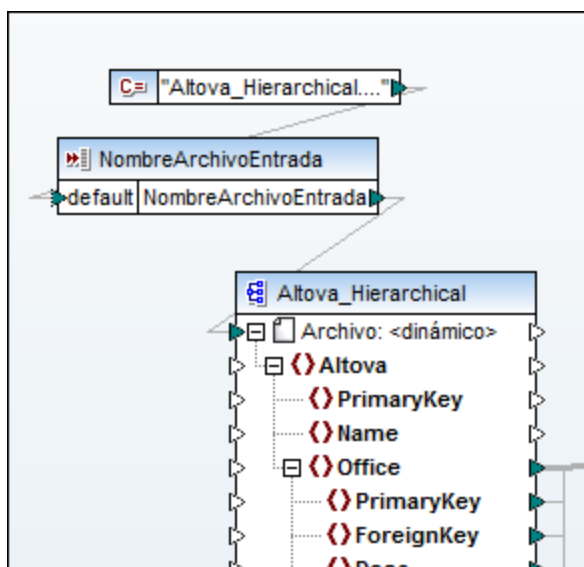 C= "Altova_Hierarchical...."
NombreArchivoEntrada
default NombreArchivoEntrada
Altova_Hierarchical
Archivo: <dinámico>
Altova
PrimaryKey
Name
Office
PrimaryKey
ForeignKey